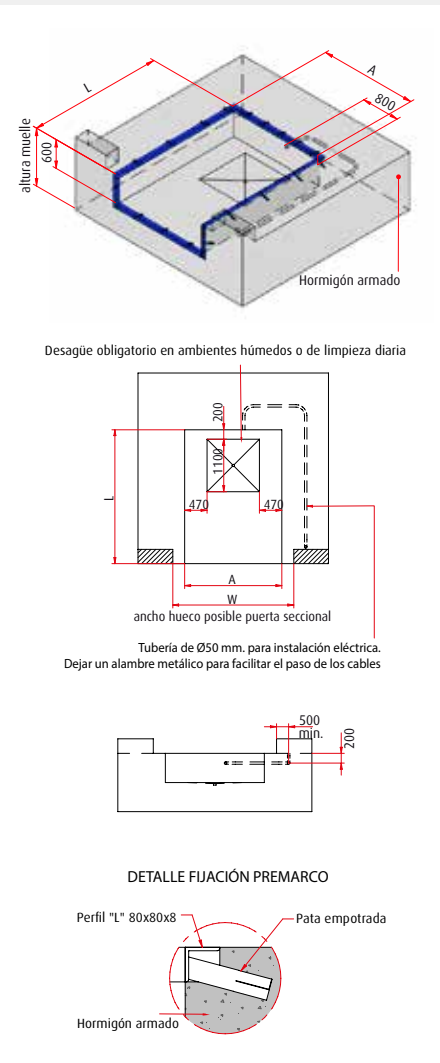 L
A
800
altura muelle
600
Hormigón armado
Desagüe obligatorio en ambientes húmedos o de limpieza diaria
200
1100
L
470
470
A
W
ancho hueco posible puerta seccional
Tubería de Ø50 mm. para instalación eléctrica.
Dejar un alambre metálico para facilitar el paso de los cables
500
min.
200
DETALLE FIJACIÓN PREMARCO
Perfil "L" 80x80x8
Pata empotrada
Hormigón armado